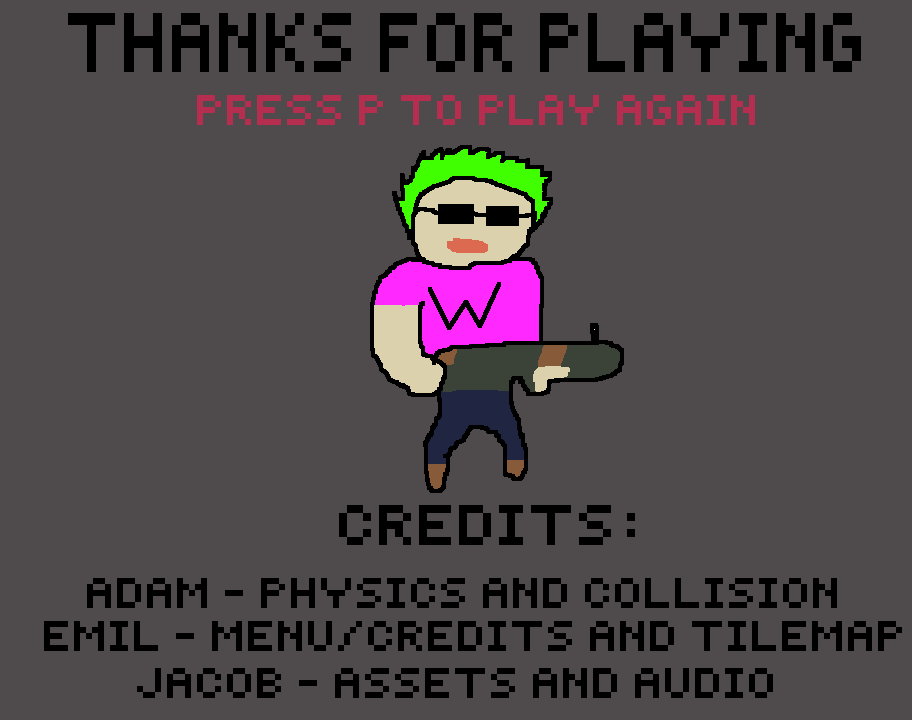 THANKS FOR PLAYING
PRESS P TO PLAY AGAIN
W
CREDITS:
ADAM - PHYSICS AND COLLISION
EMIL - MENU/CREDITS AND TILEMAP
JACOB - ASSETS AND AUDIO